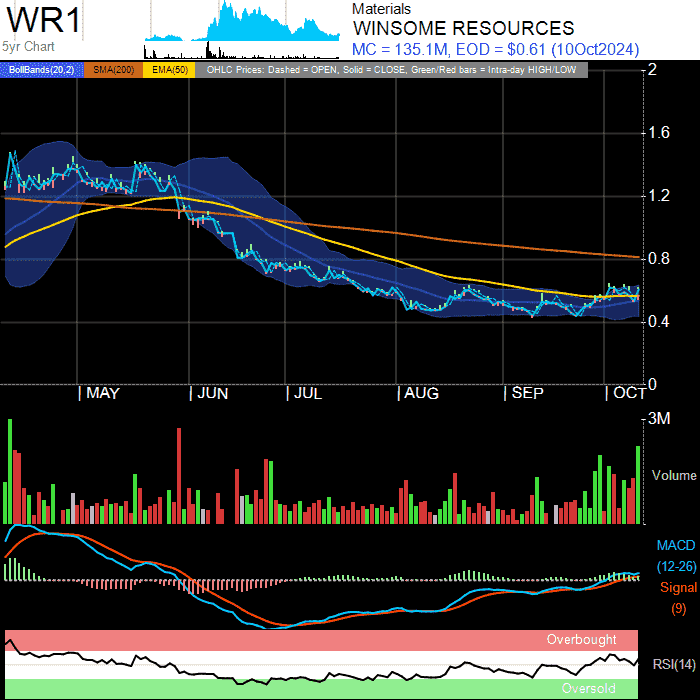 WR1
5yr Chart
Materials
WINSOME RESOURCES
MC = 135.1M, EOD = $0.61 (10Oct2024)
BollBands(20,2) SMA(200) EMA(50) OHLC Prices: Dashed = OPEN, Solid = CLOSE, Green/Red bars = Intra-day HIGH/LOW
2
1.6
1.2
0.8
0.4
0
| MAY | JUN | JUL | AUG | SEP | OCT
3M
Volume
MACD
(12-26)
Signal
(9)
Overbought
RSI(14)
Oversold